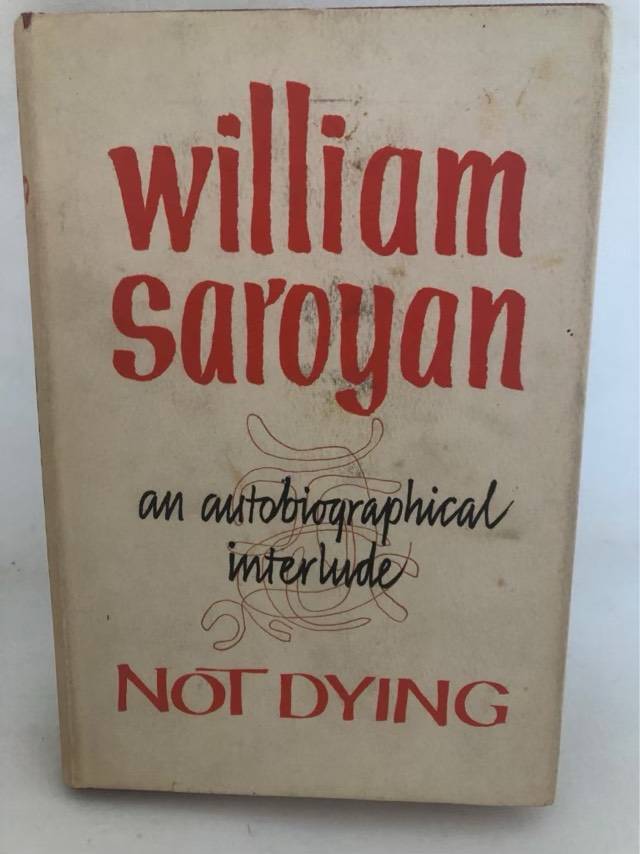 william
saroyan
an autobiographical
interlude
NOT DYING